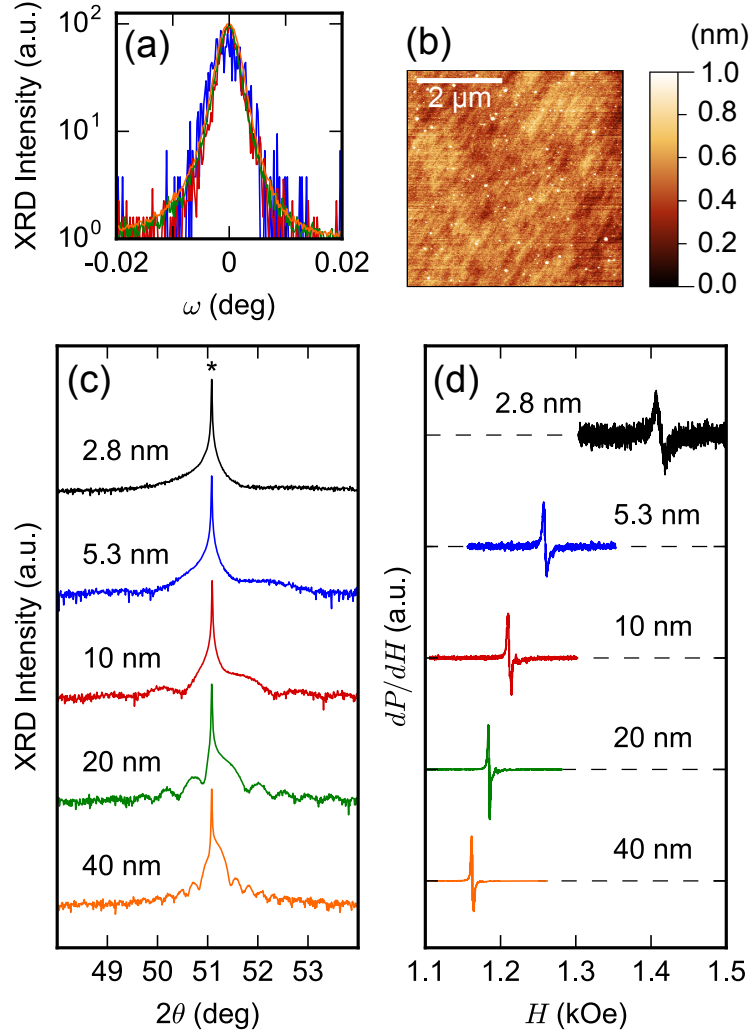 (a)
XRD Intensity (a.u.)
10²
10¹
10⁰
-0.02
0
0.02
ω (deg)
(b)
2 μm
(nm)
1.0
0.8
0.6
0.4
0.2
0.0
(c)
*
2.8 nm
5.3 nm
10 nm
20 nm
40 nm
XRD Intensity (a.u.)
49
50
51
52
53
2θ (deg)
(d)
2.8 nm
5.3 nm
10 nm
20 nm
40 nm
dP/dH (a.u.)
1.1
1.2
1.3
1.4
1.5
H (kOe)